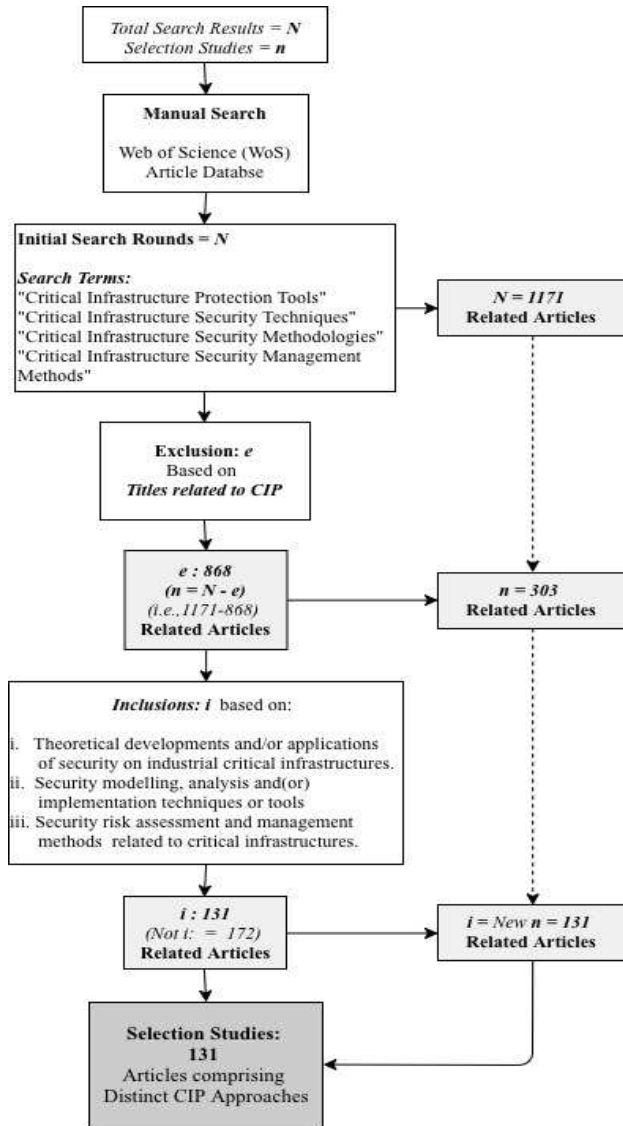 Total Search Results = N
Selection Studies = n
Manual Search
Web of Science (WoS)
Article Databse
Initial Search Rounds = N
Search Terms:
"Critical Infrastructure Protection Tools"
"Critical Infrastructure Security Techniques"
"Critical Infrastructure Security Methodologies"
"Critical Infrastructure Security Management
Methods"
N = 1171
Related Articles
Exclusion: e
Based on
Titles related to CIP
e : 868
(n = N - e)
(i.e.,1171-868)
Related Articles
n = 303
Related Articles
Inclusions: i based on:
i. Theoretical developments and/or applications
of security on industrial critical infrastructures.
ii. Security modelling, analysis and(or)
implementation techniques or tools
iii. Security risk assessment and management
methods related to critical infrastructures.
i : 131
(Not i: = 172)
Related Articles
i = New n = 131
Related Articles
Selection Studies:
131
Articles comprising
Distinct CIP Approaches